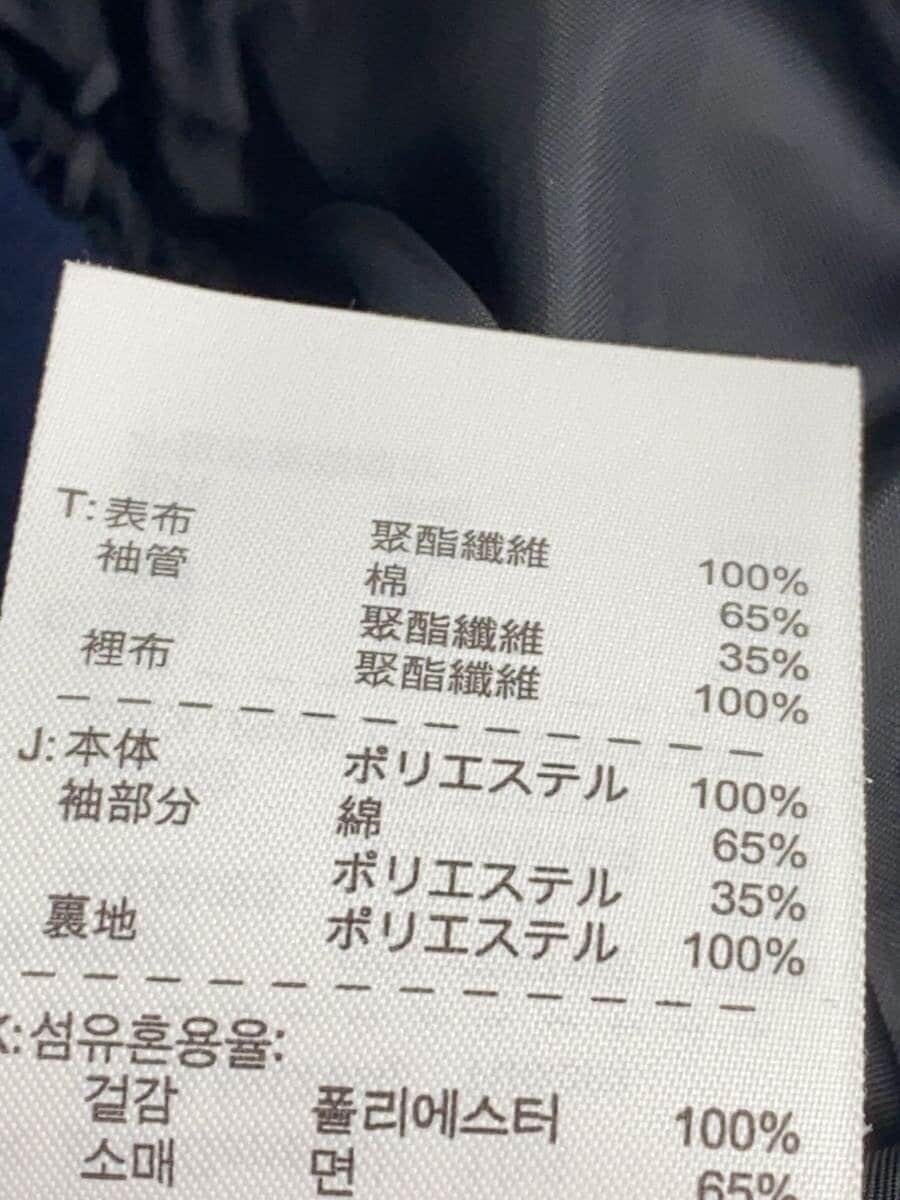 T: 表布 聚酯纖維 100%
袖管 棉 65%
聚酯纖維 35%
裡布 聚酯纖維 100%
J: 本体 ポリエステル 100%
袖部分 綿 65%
ポリエステル 35%
裏地 ポリエステル 100%
K: 섬유혼용율:
겉감 폴리에스터 100%
소매 면 65%